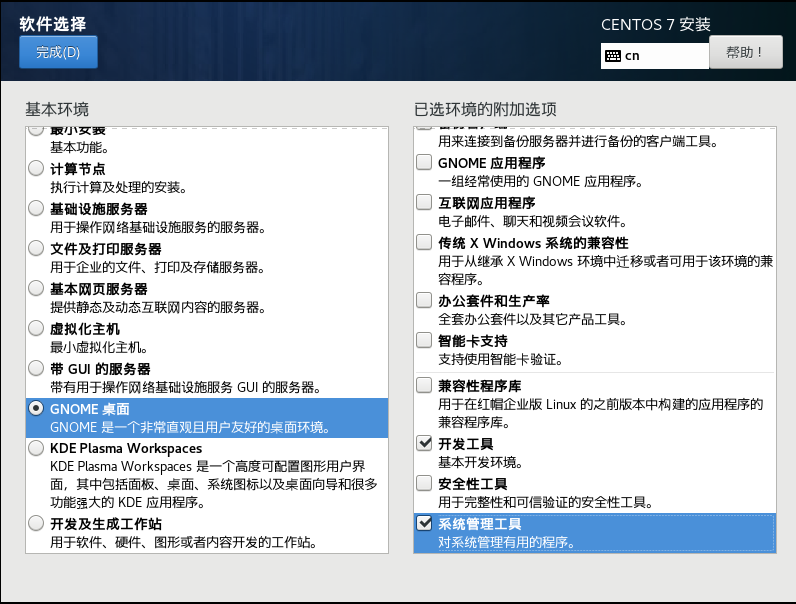 软件选择
CENTOS 7 安装
完成(D)
cn
帮助！
基本环境
最小安装
基本功能。
计算节点
执行计算及处理的安装。
基础设施服务器
用于操作网络基础设施服务的服务器。
文件及打印服务器
用于企业的文件、打印及存储服务器。
基本网页服务器
提供静态及动态互联网内容的服务器。
虚拟化主机
最小虚拟化主机。
带 GUI 的服务器
带有用于操作网络基础设施服务 GUI 的服务器。
GNOME 桌面
GNOME 是一个非常直观且用户友好的桌面环境。
KDE Plasma Workspaces
KDE Plasma Workspaces 是一个高度可配置图形用户界
面，其中包括面板、桌面、系统图标以及桌面向导和很多
功能强大的 KDE 应用程序。
开发及生成工作站
用于软件、硬件、图形或者内容开发的工作站。
已选环境的附加选项
备份客户端
用来连接到备份服务器并进行备份的客户端工具。
GNOME 应用程序
一组经常使用的 GNOME 应用程序。
互联网应用程序
电子邮件、聊天和视频会议软件。
传统 X Windows 系统的兼容性
用于从继承 X Windows 环境中迁移或者可用于该环境的兼
容程序。
办公套件和生产率
全套办公套件以及其它产品工具。
智能卡支持
支持使用智能卡验证。
兼容性程序库
用于在红帽企业版 Linux 的之前版本中构建的应用程序的
兼容程序库。
开发工具
基本开发环境。
安全性工具
用于完整性和可信验证的安全性工具。
系统管理工具
对系统管理有用的程序。